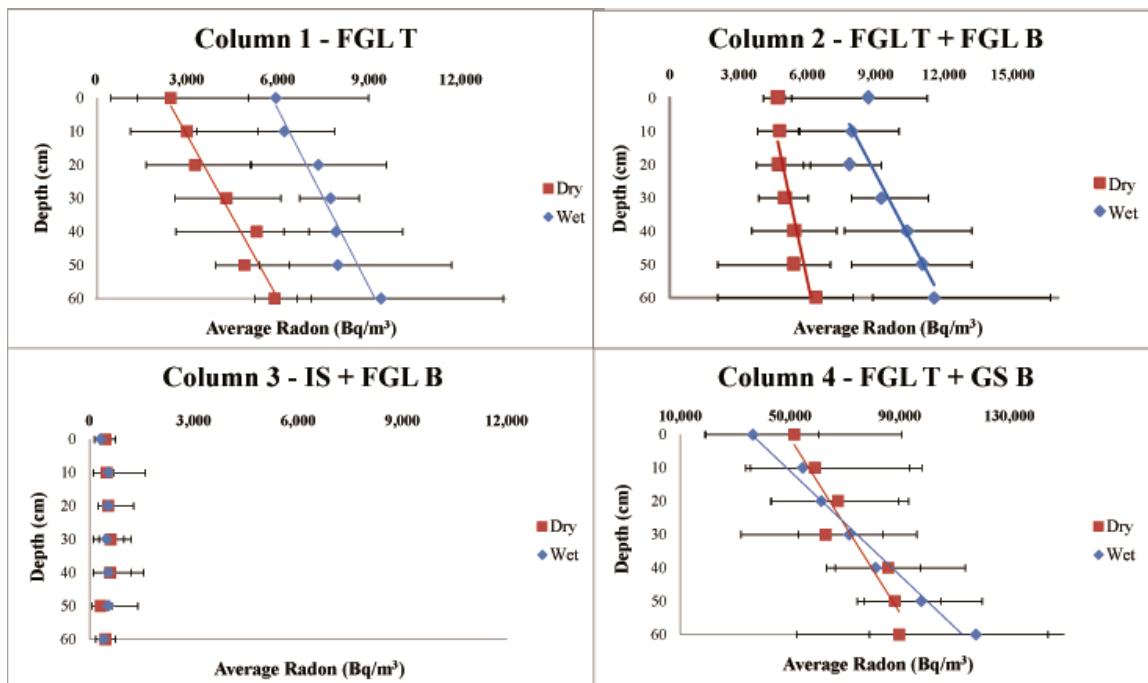 Column 1 - FGL T
0 3,000 6,000 9,000 12,000
0
10
20
30
40
50
60
Depth (cm)
Dry
Wet
Average Radon (Bq/m³)
Column 2 - FGL T + FGL B
0 3,000 6,000 9,000 12,000 15,000
0
10
20
30
40
50
60
Depth (cm)
Dry
Wet
Average Radon (Bq/m³)
Column 3 - IS + FGL B
0 3,000 6,000 9,000 12,000
0
10
20
30
40
50
60
Depth (cm)
Dry
Wet
Average Radon (Bq/m³)
Column 4 - FGL T + GS B
10,000 50,000 90,000 130,000
0
10
20
30
40
50
60
Depth (cm)
Dry
Wet
Average Radon (Bq/m³)